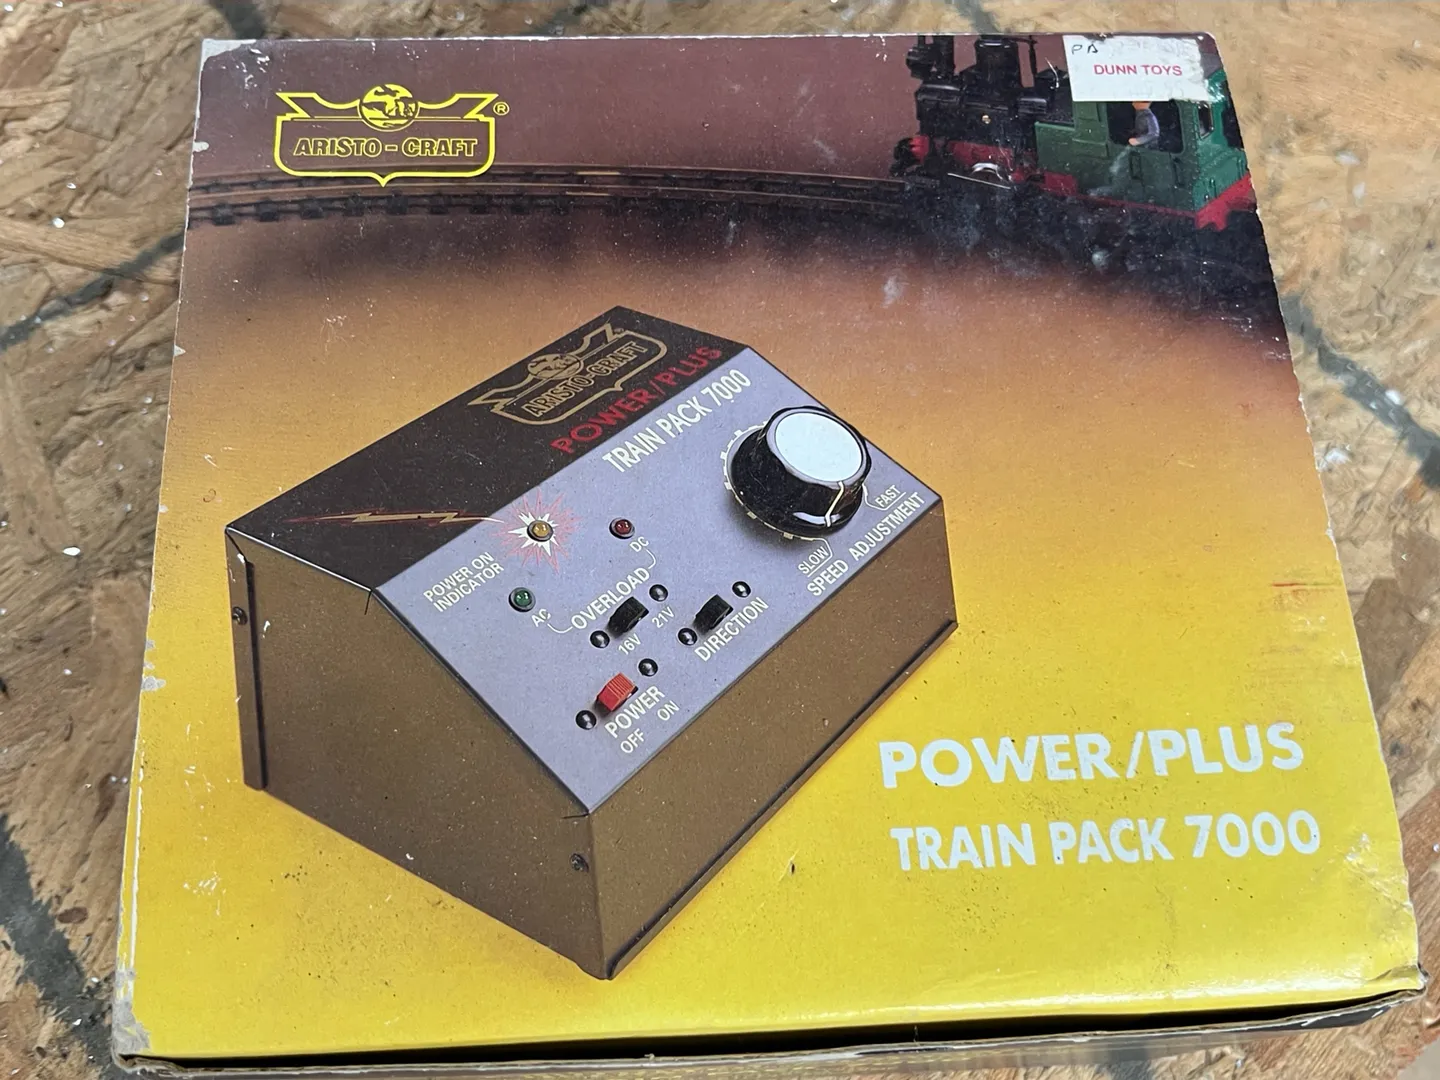 PA
DUNN TOYS
ARISTO-CRAFT ®
ARISTO-CRAFT ®
POWER/PLUS
TRAIN PACK 7000
POWER ON
INDICATOR
DC
AC
OVERLOAD
16V 21V
DIRECTION
POWER
OFF ON
SLOW FAST
SPEED ADJUSTMENT
POWER/PLUS
TRAIN PACK 7000